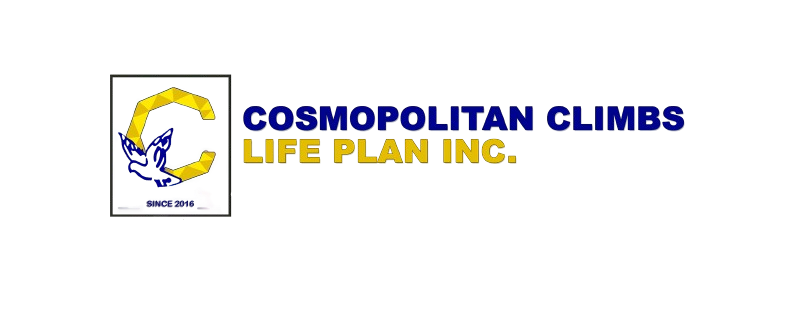 COSMOPOLITAN CLIMBS
LIFE PLAN INC.
SINCE 2016